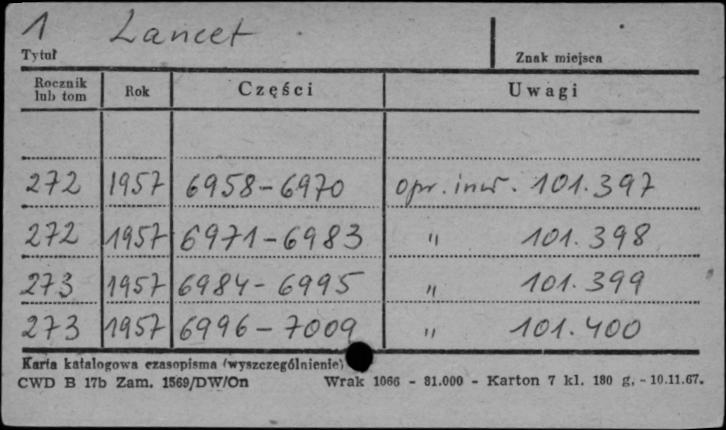 1 Lancet
Tytuł Znak miejsca
Rocznik lub tom Rok Części Uwagi
272 1957 6958-6970 opr. inw. 101.397
272 1957 6971-6983 " 101.398
273 1957 6984-6995 " 101.399
273 1957 6996-7009 " 101.400
Karta katalogowa czasopisma (wyszczególnienie)
CWD B 17b Zam. 1569/DW/On Wrak 1066 - 81.000 - Karton 7 kl. 180 g. - 10.11.67.